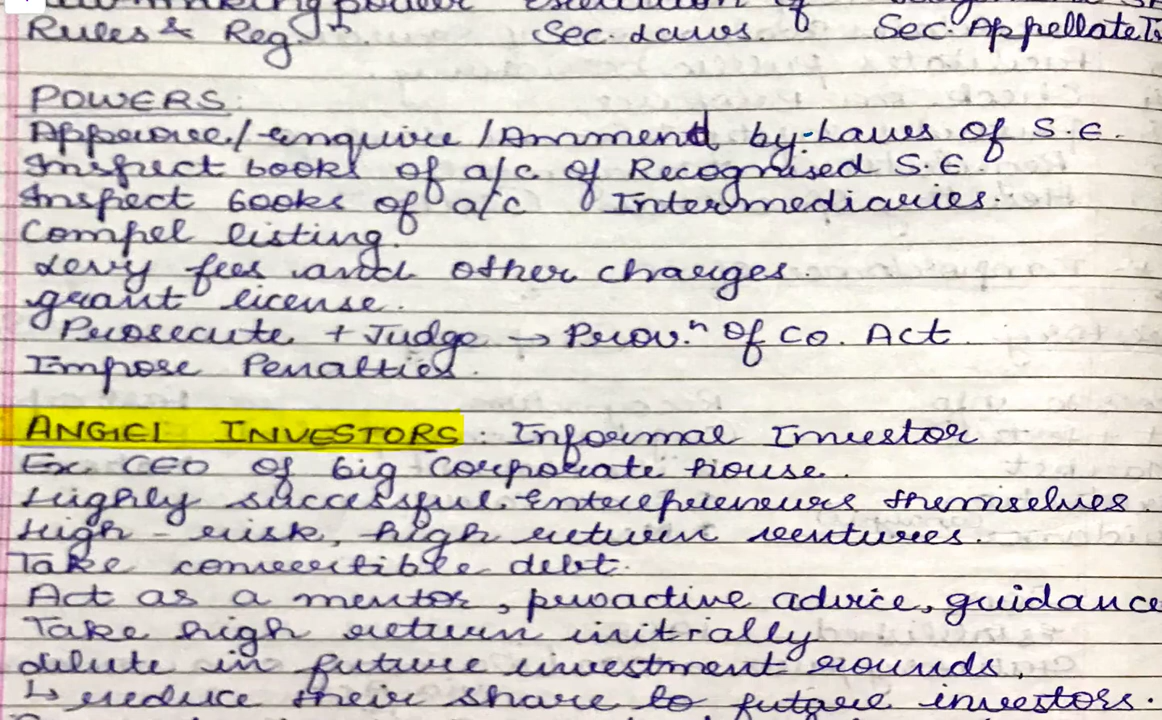 Rules & Reg.ⁿ. Sec. Laws. Sec. Appellate
POWERS:
Approve/enquire/Ammend by-Laws of S.E.
Inspect books of a/c of Recognised S.E.
Inspect books of a/c Intermediaries.
Compel listing.
Levy fees and other charges.
grant license.
Prosecute + Judge → Prov.ⁿ Of Co. Act
Impose Penalties.
ANGEL INVESTORS: Informal Investor
Ex. CEO of big Corporate house.
Highly successful. Enterepreneurs themselves.
High-risk, high return ventures.
Take convertible debt.
Act as a mentor, proactive advice, guidance
Take high return initially
dilute in future investment rounds.
↳ reduce their share to future investors.